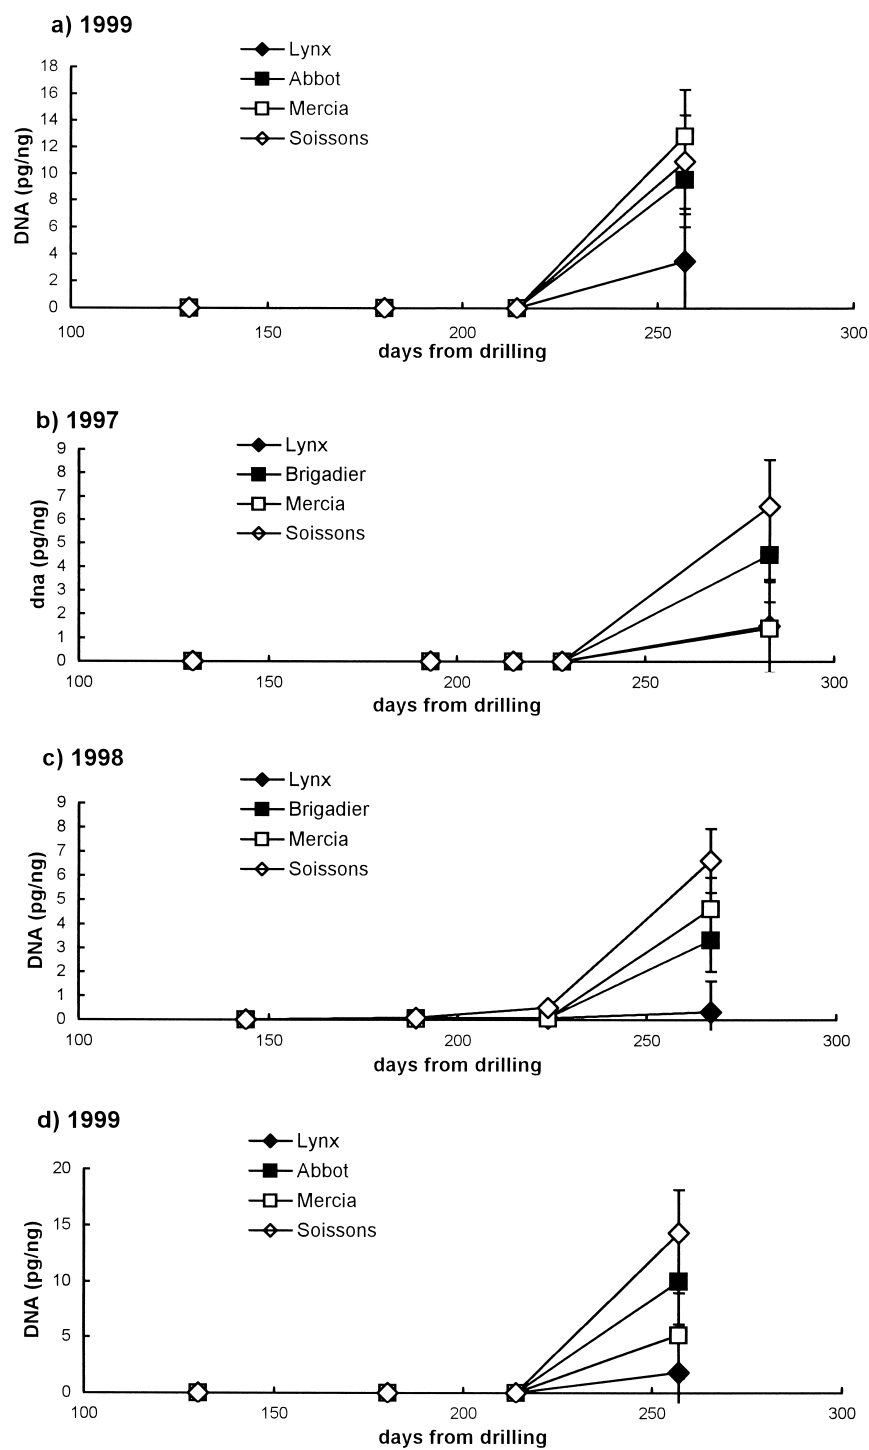 a) 1999
Lynx
Abbot
Mercia
Soissons
18
16
14
12
10
8
6
4
2
0
DNA (pg/ng)
100 150 200 250 300
days from drilling
b) 1997
Lynx
Brigadier
Mercia
Soissons
9
8
7
6
5
4
3
2
1
0
dna (pg/ng)
100 150 200 250 300
days from drilling
c) 1998
Lynx
Brigadier
Mercia
Soissons
9
8
7
6
5
4
3
2
1
0
DNA (pg/ng)
100 150 200 250 300
days from drilling
d) 1999
Lynx
Abbot
Mercia
Soissons
20
15
10
5
0
DNA (pg/ng)
100 150 200 250 300
days from drilling